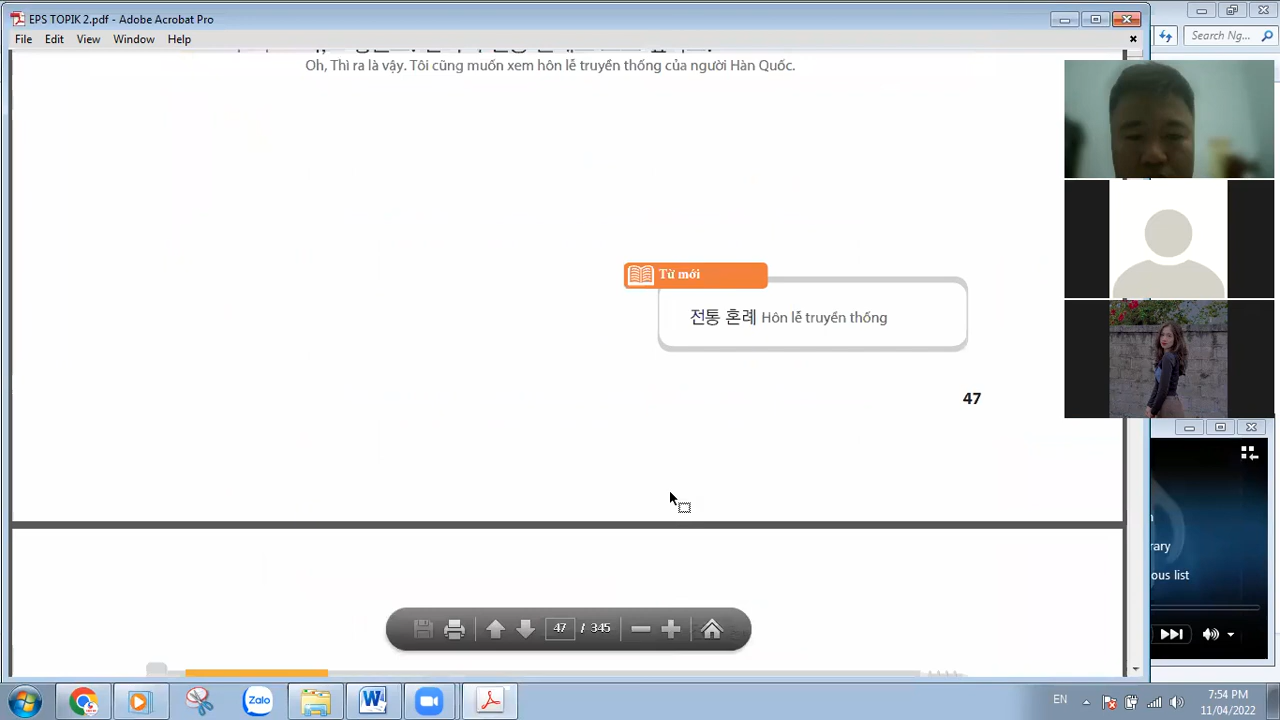 EPS TOPIK 2.pdf - Adobe Acrobat Pro
File Edit View Window Help
Search Ng...
Oh, Thì ra là vậy. Tôi cũng muốn xem hôn lễ truyền thống của người Hàn Quốc.
Từ mới
전통 혼례 Hôn lễ truyền thống
47
rary
ous list
47 / 345
Zalo
EN
7:54 PM
11/04/2022